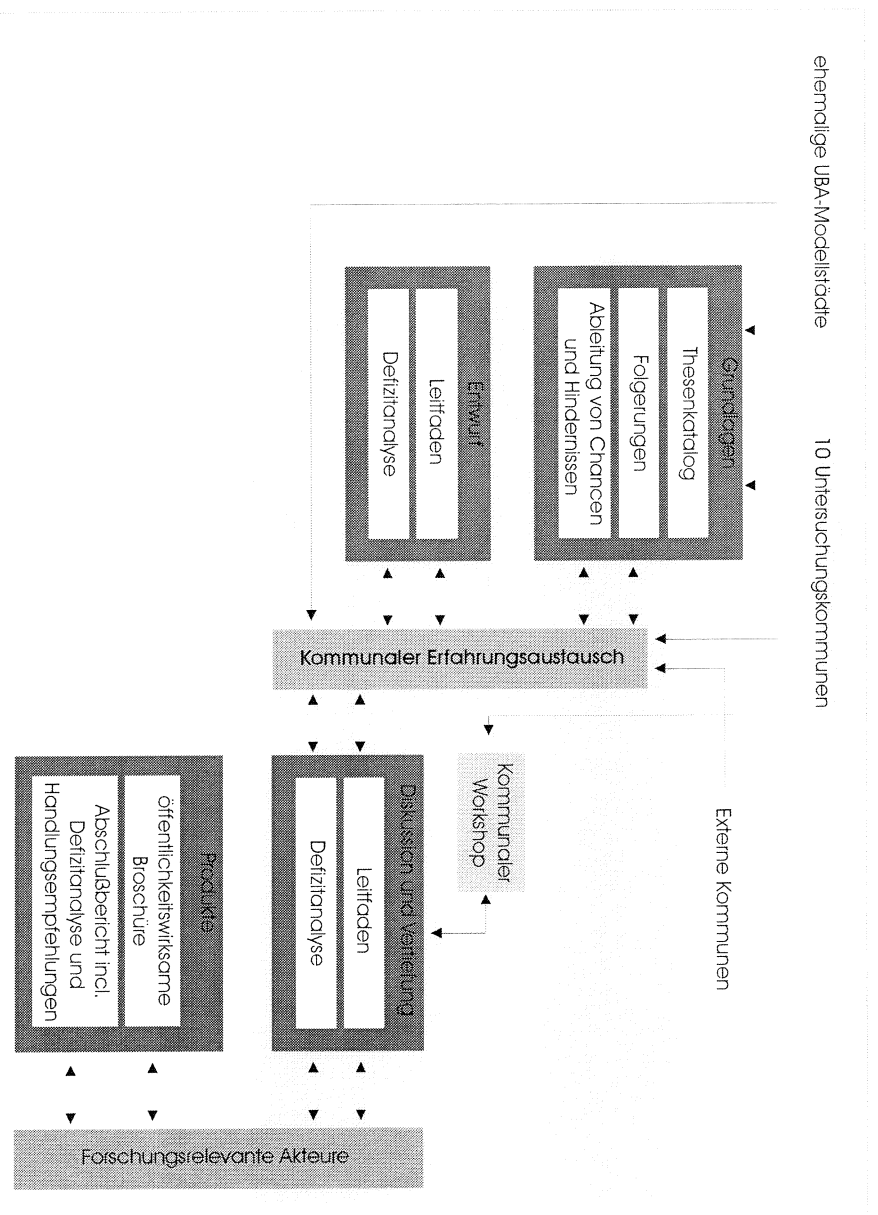 ehemalige UBA-Modellstädte
10 Untersuchungskommunen
Externe Kommunen
Grundlagen
Thesenkatalog
Folgerungen
Ableitung von Chancen
und Hindernissen
Entwurf
Leitfaden
Defizitanalyse
Kommunaler Erfahrungsaustausch
Kommunaler
Workshop
Diskussion und Vertiefung
Leitfaden
Defizitanalyse
Produkte
öffentlichkeitswirksame
Broschüre
Abschlußbericht incl.
Defizitanalyse und
Handlungsempfehlungen
Forschungsrelevante Akteure